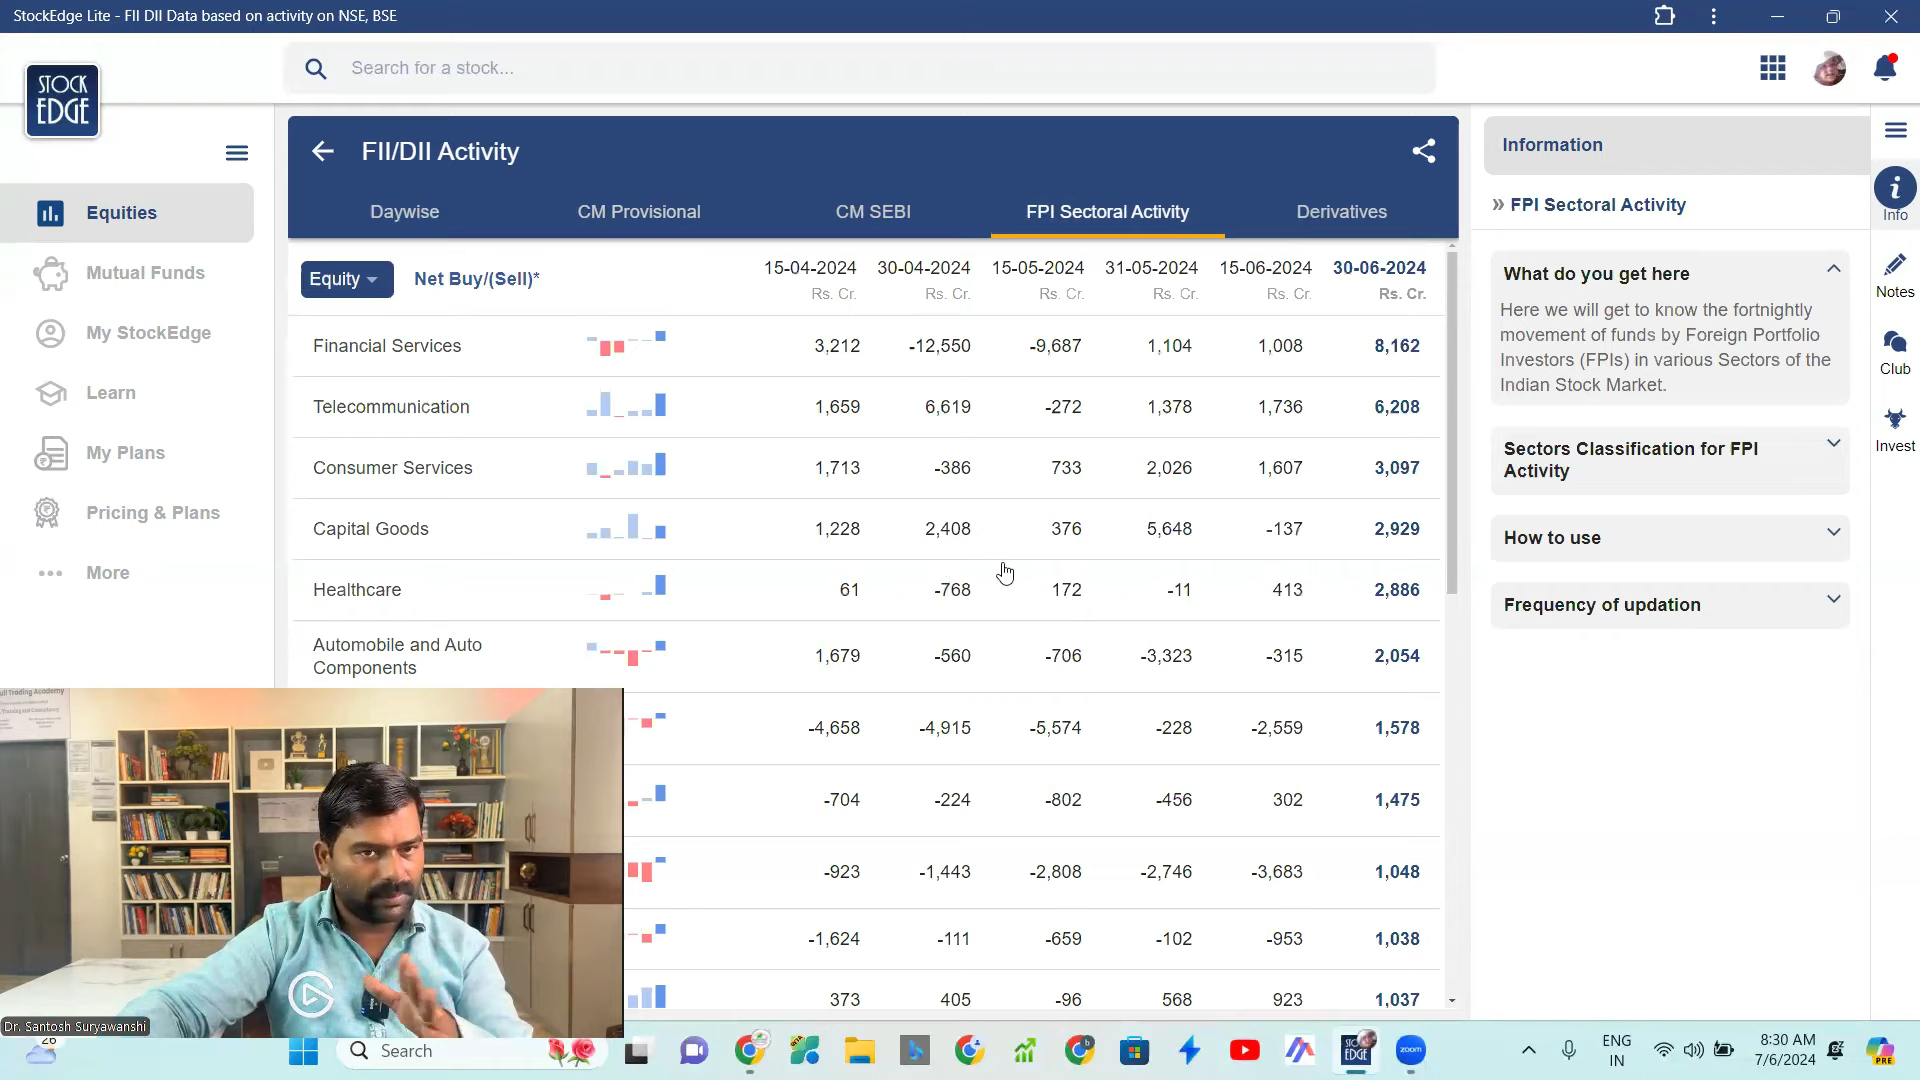 StockEdge Lite - FII DII Data based on activity on NSE, BSE
STOCK
EDGE
Search for a stock...
Equities
Mutual Funds
My StockEdge
Learn
My Plans
Pricing & Plans
More
FII/DII Activity
Daywise CM Provisional CM SEBI FPI Sectoral Activity Derivatives
Equity Net Buy/(Sell)* 15-04-2024 30-04-2024 15-05-2024 31-05-2024 15-06-2024 30-06-2024
Rs. Cr. Rs. Cr. Rs. Cr. Rs. Cr. Rs. Cr. Rs. Cr.
Financial Services 3,212 -12,550 -9,687 1,104 1,008 8,162
Telecommunication 1,659 6,619 -272 1,378 1,736 6,208
Consumer Services 1,713 -386 733 2,026 1,607 3,097
Capital Goods 1,228 2,408 376 5,648 -137 2,929
Healthcare 61 -768 172 -11 413 2,886
Automobile and Auto
Components 1,679 -560 -706 -3,323 -315 2,054
-4,658 -4,915 -5,574 -228 -2,559 1,578
-704 -224 -802 -456 302 1,475
-923 -1,443 -2,808 -2,746 -3,683 1,048
-1,624 -111 -659 -102 -953 1,038
373 405 -96 568 923 1,037
Information
» FPI Sectoral Activity
What do you get here
Here we will get to know the fortnightly
movement of funds by Foreign Portfolio
Investors (FPIs) in various Sectors of the
Indian Stock Market.
Sectors Classification for FPI
Activity
How to use
Frequency of updation
Info
Notes
Club
Invest
ull Trading Academy
Training and Consultancy
Dr. Santosh Suryawanshi
26
Search
STOCK
EDGE
zoom
ENG
IN
8:30 AM
7/6/2024
PRE